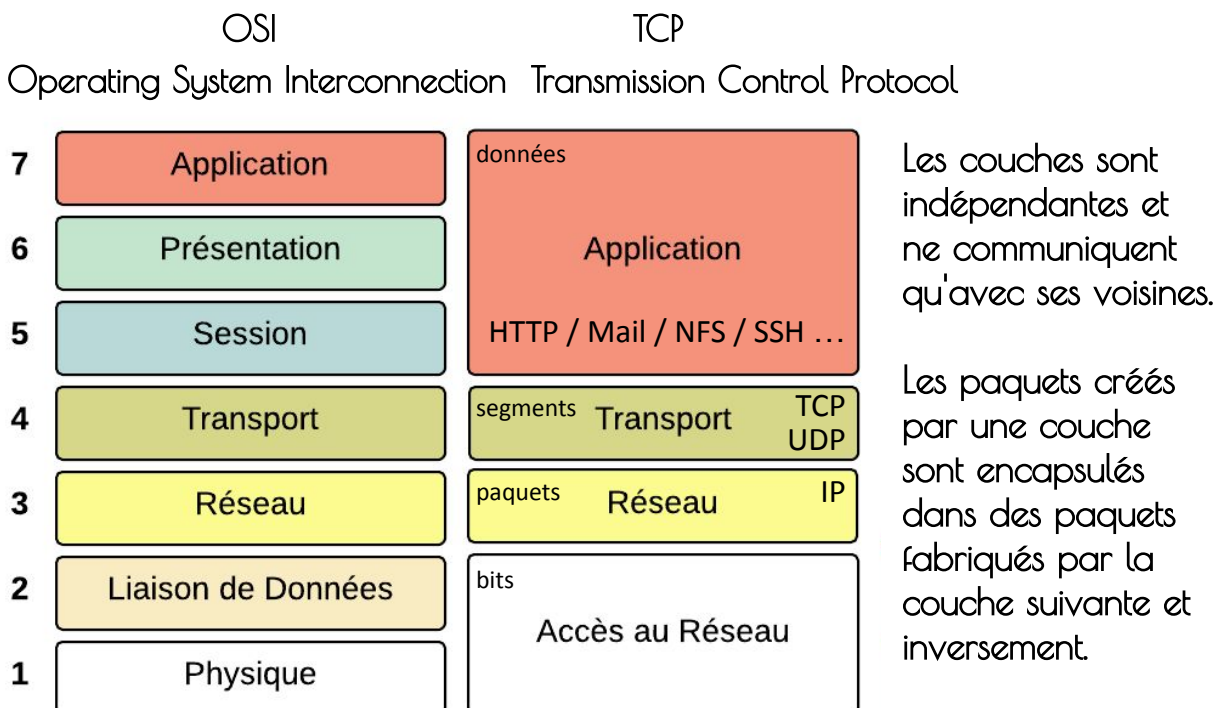 OSI
Operating System Interconnection
TCP
Transmission Control Protocol
7
Application
6
Présentation
5
Session
4
Transport
3
Réseau
2
Liaison de Données
1
Physique
données
Application
HTTP / Mail / NFS / SSH …
segments
Transport
TCP
UDP
paquets
Réseau
IP
bits
Accès au Réseau
Les couches sont
indépendantes et
ne communiquent
qu'avec ses voisines.
Les paquets créés
par une couche
sont encapsulés
dans des paquets
fabriqués par la
couche suivante et
inversement.